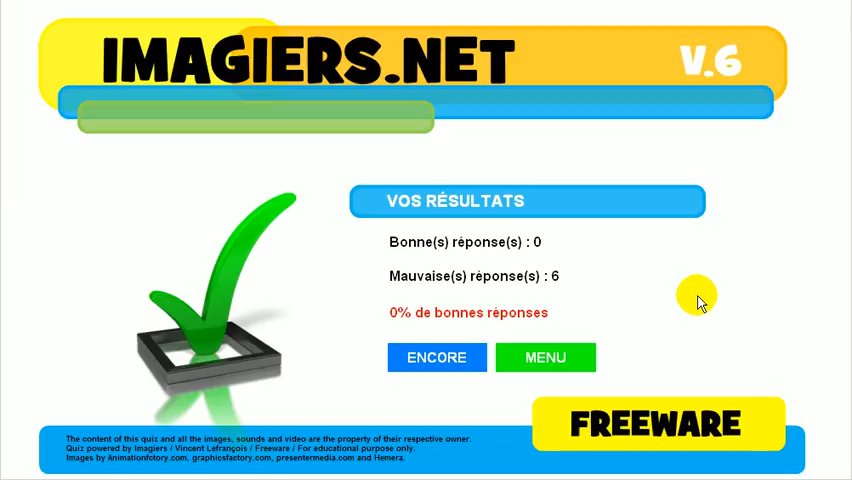 IMAGIERS.NET
V.6
VOS RÉSULTATS
Bonne(s) réponse(s) : 0
Mauvaise(s) réponse(s) : 6
0% de bonnes réponses
ENCORE
MENU
FREEWARE
The content of this quiz and all the images, sounds and video are the property of their respective owner.
Quiz powered by Imagiers / Vincent Lefrançois / Freeware / For educational purpose only.
Images by Animationfctory.com, graphicsfactory.com, presentermedia.com and Hemera.